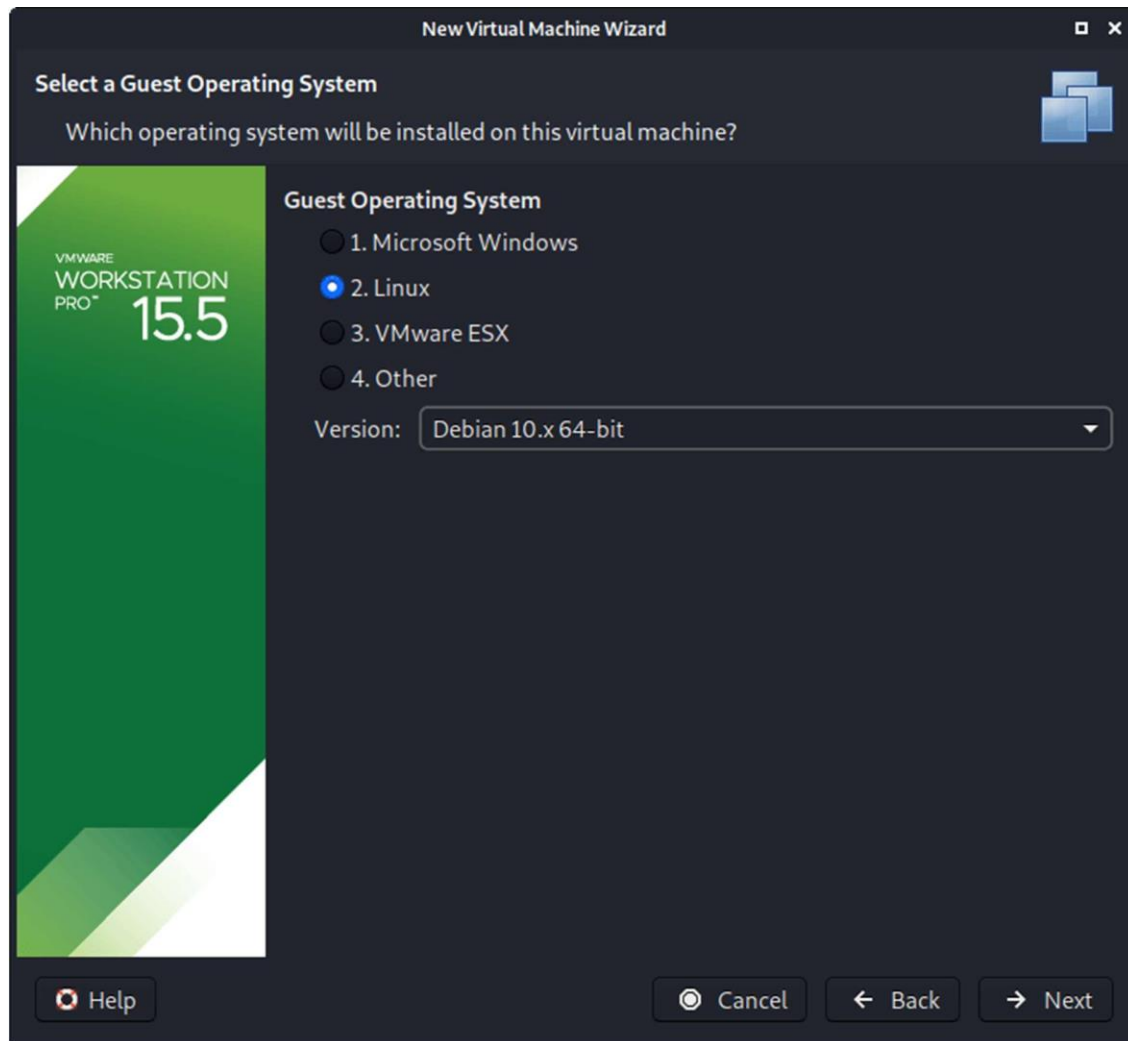 New Virtual Machine Wizard
Select a Guest Operating System
Which operating system will be installed on this virtual machine?
VMWARE
WORKSTATION
PRO™ 15.5
Guest Operating System
1. Microsoft Windows
2. Linux
3. VMware ESX
4. Other
Version: Debian 10.x 64-bit
Help Cancel Back Next